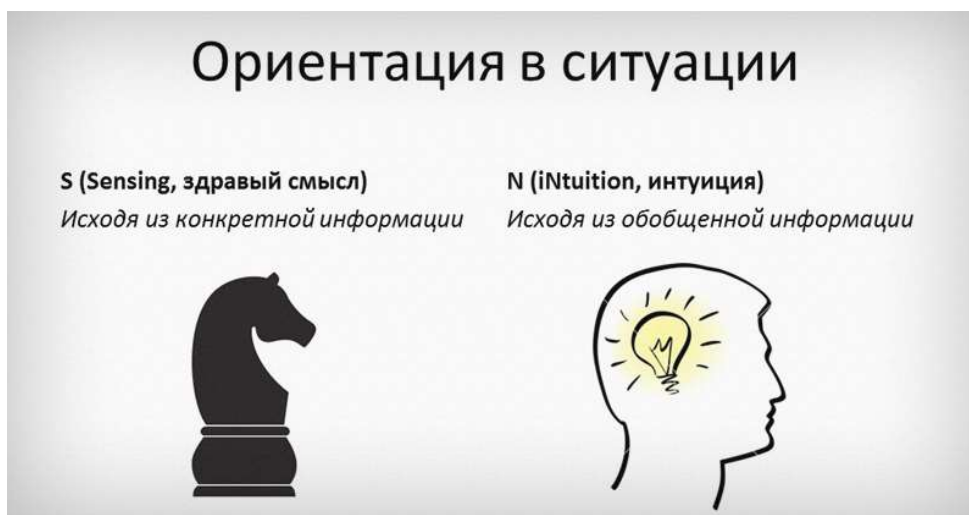 Ориентация в ситуации
S (Sensing, здравый смысл)
Исходя из конкретной информации
N (iNtuition, интуиция)
Исходя из обобщенной информации